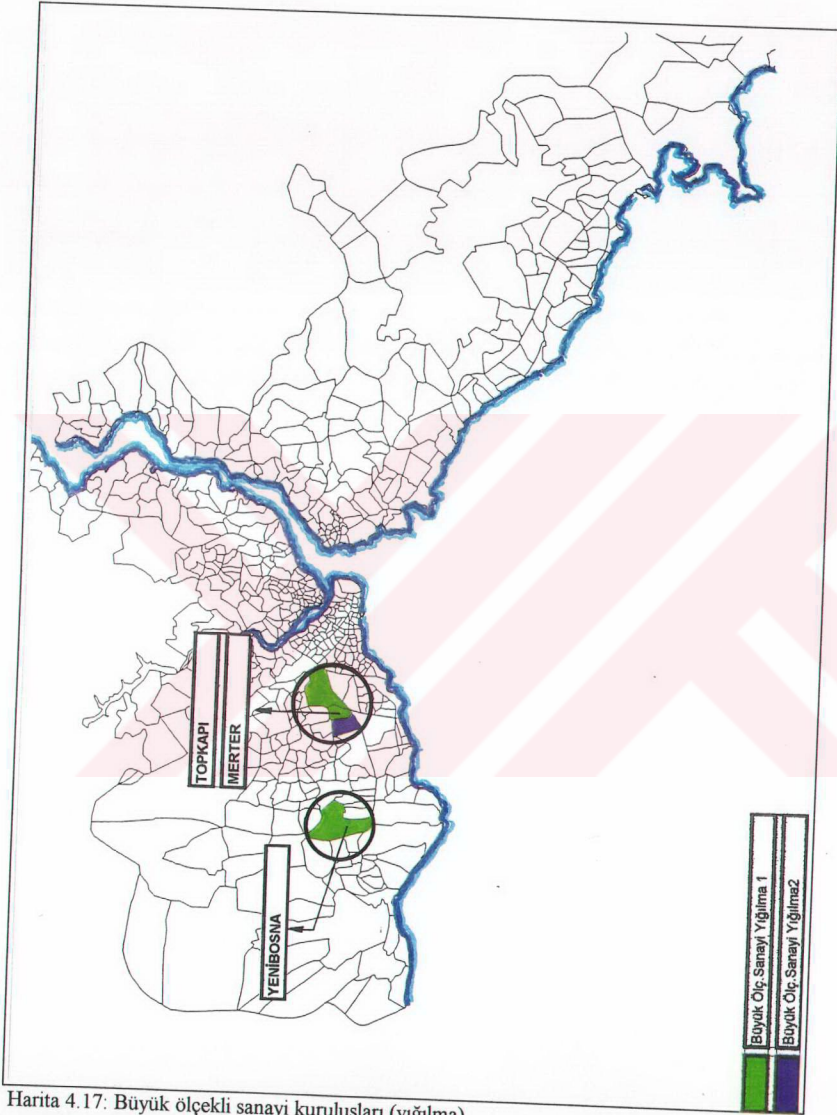 TOPKAPI
MERTER
YENİBOSNA
Büyük Ölç.Sanayi Yığılma 1
Büyük Ölç.Sanayi Yığılma2
Harita 4.17: Büyük ölçekli sanayi kuruluşları (yığılma)